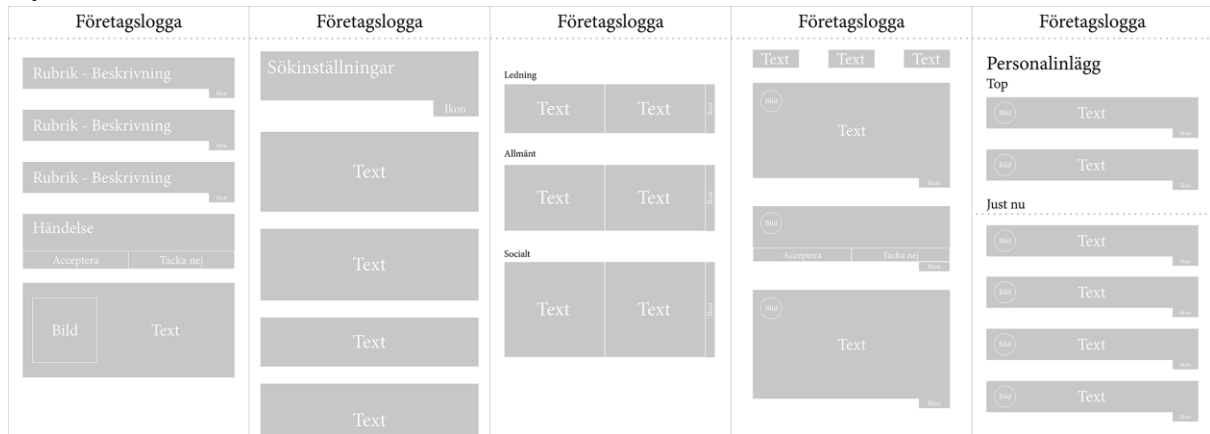 Företagslogga
Rubrik - Beskrivning
Ikon
Rubrik - Beskrivning
Ikon
Rubrik - Beskrivning
Ikon
Händelse
Acceptera Tacka nej
Bild Text
Företagslogga
Sökinställningar
Ikon
Text
Text
Text
Text
Företagslogga
Ledning
Text Text Ikon
Allmänt
Text Text Ikon
Socialt
Text Text Ikon
Företagslogga
Text Text Text
Bild
Text
Ikon
Bild
Acceptera Tacka nej
Ikon
Bild
Text
Ikon
Företagslogga
Personalinlägg
Top
Bild Text
Ikon
Bild Text
Ikon
Just nu
Bild Text
Ikon
Bild Text
Ikon
Bild Text
Ikon
Bild Text
Ikon